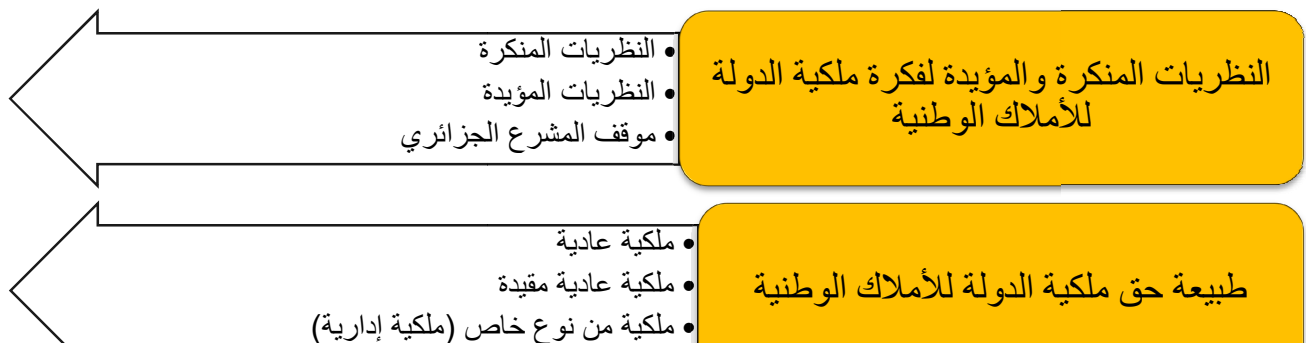 النظريات المنكرة والمؤيدة لفكرة ملكية الدولة
للأملاك الوطنية
• النظريات المنكرة
• النظريات المؤيدة
• موقف المشرع الجزائري
طبيعة حق ملكية الدولة للأملاك الوطنية
• ملكية عادية
• ملكية عادية مقيدة
• ملكية من نوع خاص (ملكية إدارية)